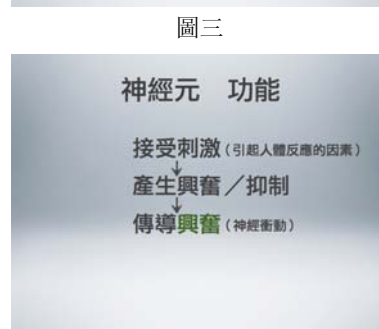 圖三
神經元 功能
接受刺激(引起人體反應的因素)
↓
產生興奮/抑制
↓
傳導興奮(神經衝動)